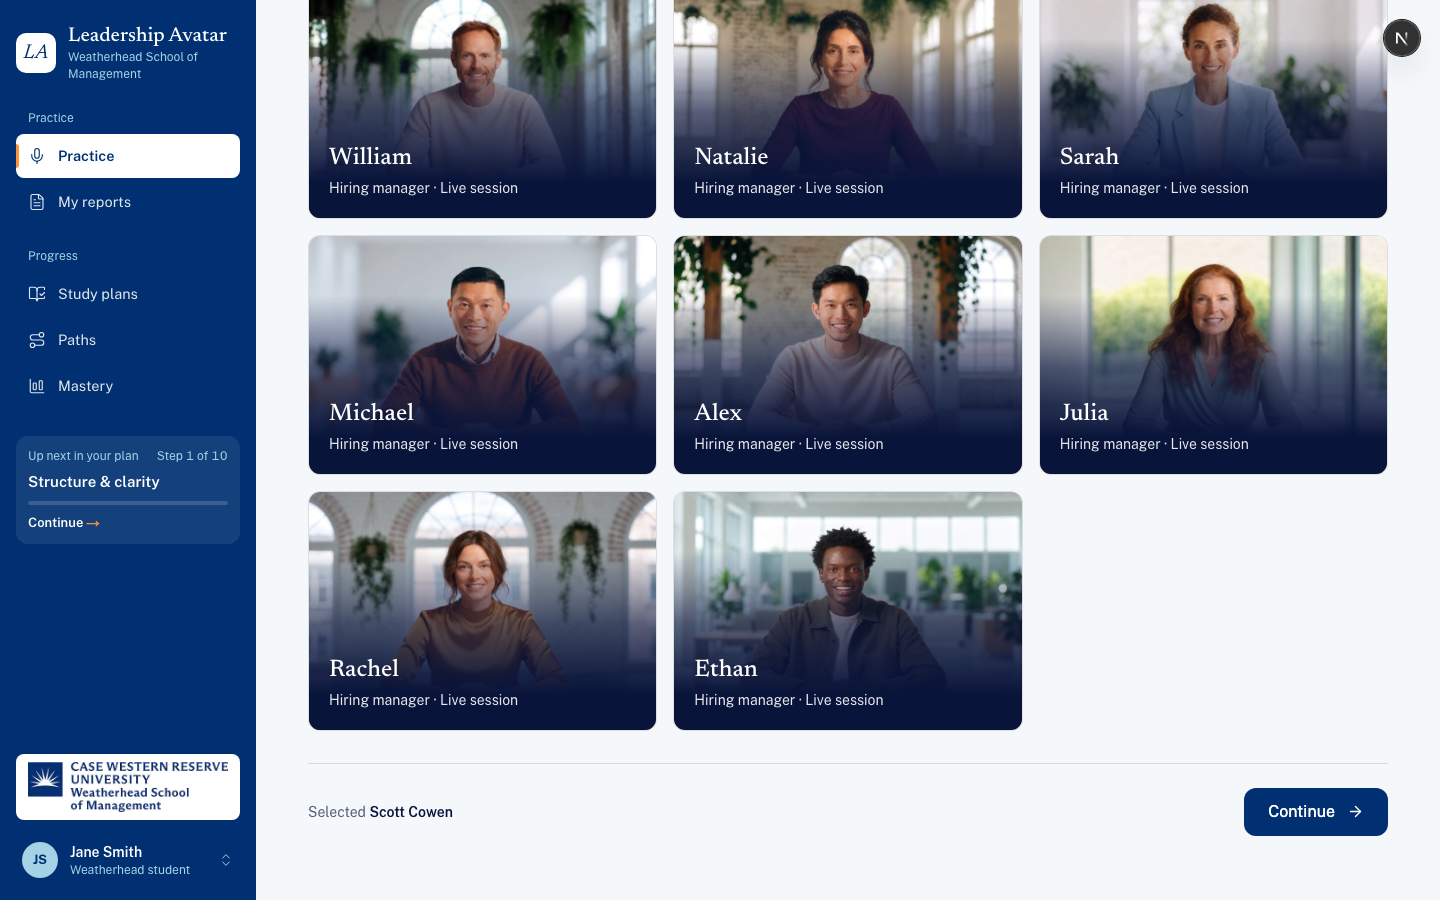 LA
Leadership Avatar
Weatherhead School of
Management
Practice
Practice
My reports
Progress
Study plans
Paths
Mastery
Up next in your plan Step 1 of 10
Structure & clarity
Continue →
CASE WESTERN RESERVE
UNIVERSITY
Weatherhead School
of Management
JS
Jane Smith
Weatherhead student
N
William
Hiring manager · Live session
Natalie
Hiring manager · Live session
Sarah
Hiring manager · Live session
Michael
Hiring manager · Live session
Alex
Hiring manager · Live session
Julia
Hiring manager · Live session
Rachel
Hiring manager · Live session
Ethan
Hiring manager · Live session
Selected Scott Cowen
Continue →